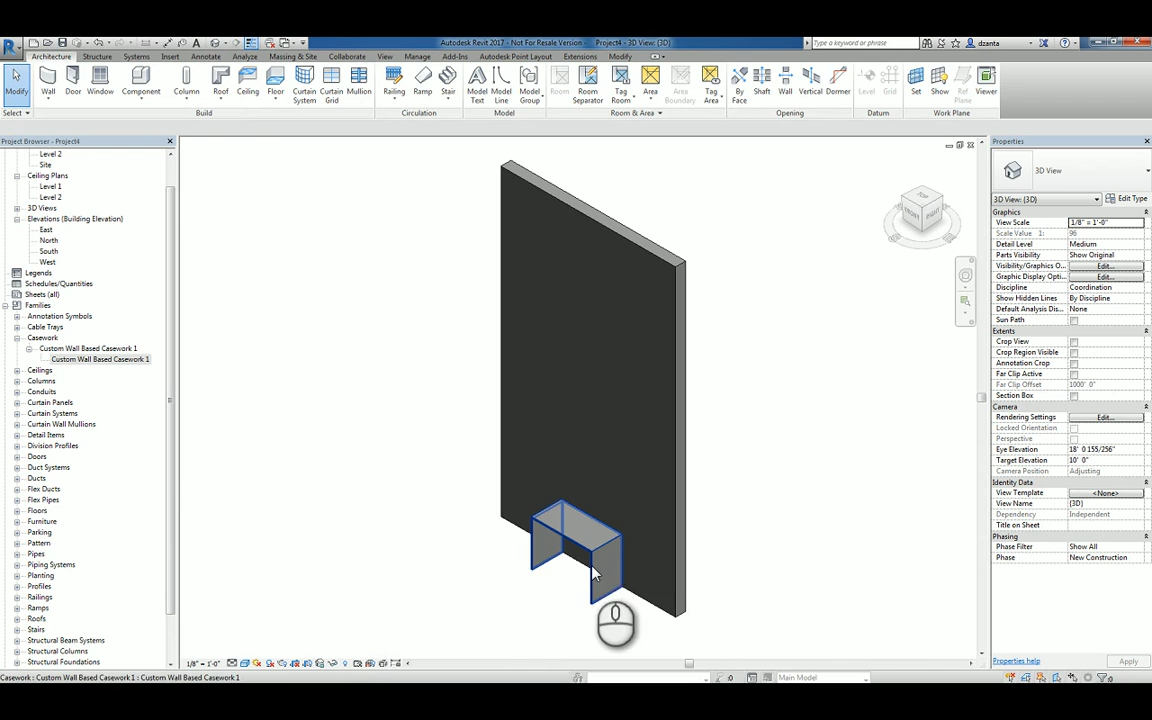 Autodesk Revit 2017 - Not For Resale Version - Project4 - 3D View: {3D}
Type a keyword or phrase
dzanta
Architecture Structure Systems Insert Annotate Analyze Massing & Site Collaborate View Manage Add-Ins Autodesk Point Layout Extensions Modify
Modify Wall Door Window Component Column Roof Ceiling Floor Curtain System Curtain Grid Mullion Railing Ramp Stair Model Text Model Line Model Group Room Room Separator Tag Room Area Area Boundary Tag Area By Face Shaft Wall Vertical Dormer Level Grid Set Show Ref Plane Viewer
Select Build Circulation Model Room & Area Opening Datum Work Plane
Project Browser - Project4
Level 2
Site
Ceiling Plans
Level 1
Level 2
3D Views
Elevations (Building Elevation)
East
North
South
West
Legends
Schedules/Quantities
Sheets (all)
Families
Annotation Symbols
Cable Trays
Casework
Custom Wall Based Casework 1
Custom Wall Based Casework 1
Ceilings
Columns
Conduits
Curtain Panels
Curtain Systems
Curtain Wall Mullions
Detail Items
Division Profiles
Doors
Duct Systems
Ducts
Flex Ducts
Flex Pipes
Floors
Furniture
Parking
Pattern
Pipes
Piping Systems
Planting
Profiles
Railings
Ramps
Roofs
Stairs
Structural Beam Systems
Structural Columns
Structural Foundations
TOP
FRONT RIGHT
Properties
3D View
3D View: {3D} Edit Type
Graphics
View Scale 1/8" = 1'-0"
Scale Value 1: 96
Detail Level Medium
Parts Visibility Show Original
Visibility/Graphics O... Edit...
Graphic Display Opti... Edit...
Discipline Coordination
Show Hidden Lines By Discipline
Default Analysis Dis... None
Sun Path
Extents
Crop View
Crop Region Visible
Annotation Crop
Far Clip Active
Far Clip Offset 1000' 0"
Section Box
Camera
Rendering Settings Edit...
Locked Orientation
Perspective
Eye Elevation 18' 0 155/256"
Target Elevation 10' 0"
Camera Position Adjusting
Identity Data
View Template <None>
View Name {3D}
Dependency Independent
Title on Sheet
Phasing
Phase Filter Show All
Phase New Construction
Properties help Apply
1/8" = 1'-0"
Casework : Custom Wall Based Casework 1 : Custom Wall Based Casework 1
:0 Main Model :0